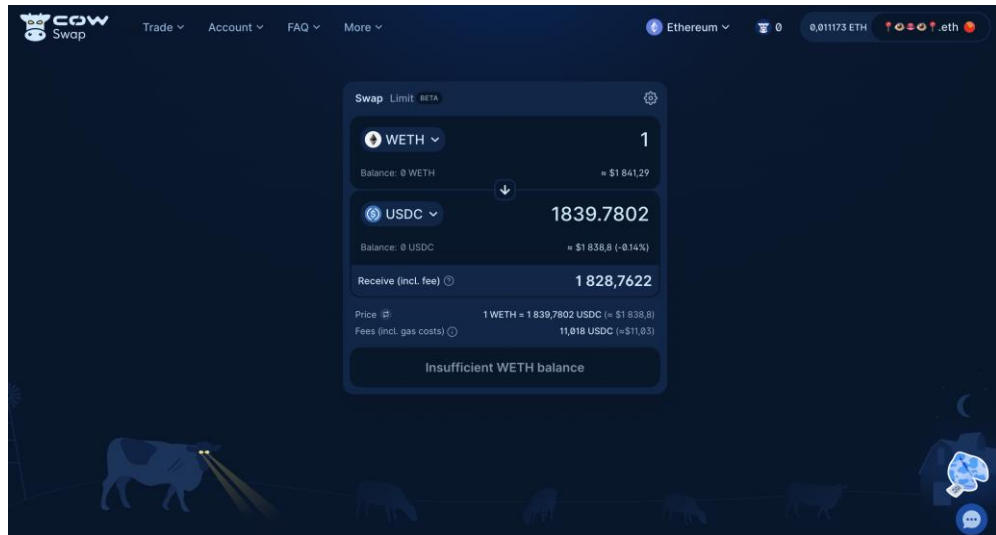 COW
Swap
Trade
Account
FAQ
More
Ethereum
0
0,011173 ETH
.eth
Swap Limit BETA
WETH
1
Balance: 0 WETH
≈ $1 841,29
USDC
1839.7802
Balance: 0 USDC
≈ $1 838,8 (-0.14%)
Receive (incl. fee)
1 828,7622
Price
1 WETH = 1 839,7802 USDC (≈ $1 838,8)
Fees (incl. gas costs)
11,018 USDC (≈$11,03)
Insufficient WETH balance